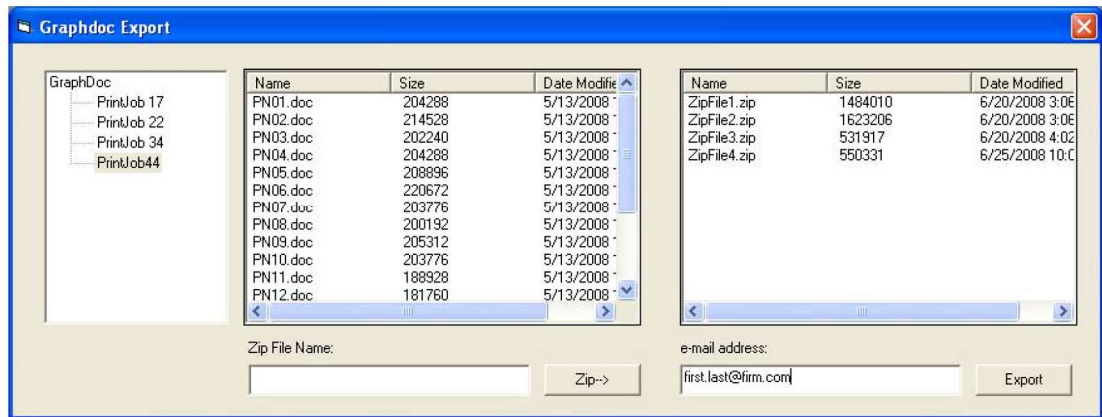 Graphdoc Export
GraphDoc
PrintJob 17
PrintJob 22
PrintJob 34
PrintJob44
Name Size Date Modifie
PN01.doc 204288 5/13/2008
PN02.doc 214528 5/13/2008
PN03.doc 202240 5/13/2008
PN04.doc 204288 5/13/2008
PN05.doc 208896 5/13/2008
PN06.doc 220672 5/13/2008
PN07.doc 203776 5/13/2008
PN08.doc 200192 5/13/2008
PN09.doc 205312 5/13/2008
PN10.doc 203776 5/13/2008
PN11.doc 188928 5/13/2008
PN12.doc 181760 5/13/2008
Name Size Date Modified
ZipFile1.zip 1484010 6/20/2008 3:06
ZipFile2.zip 1623206 6/20/2008 3:06
ZipFile3.zip 531917 6/20/2008 4:02
ZipFile4.zip 550331 6/25/2008 10:0
Zip File Name:
Zip-->
e-mail address:
first.last@firm.com
Export